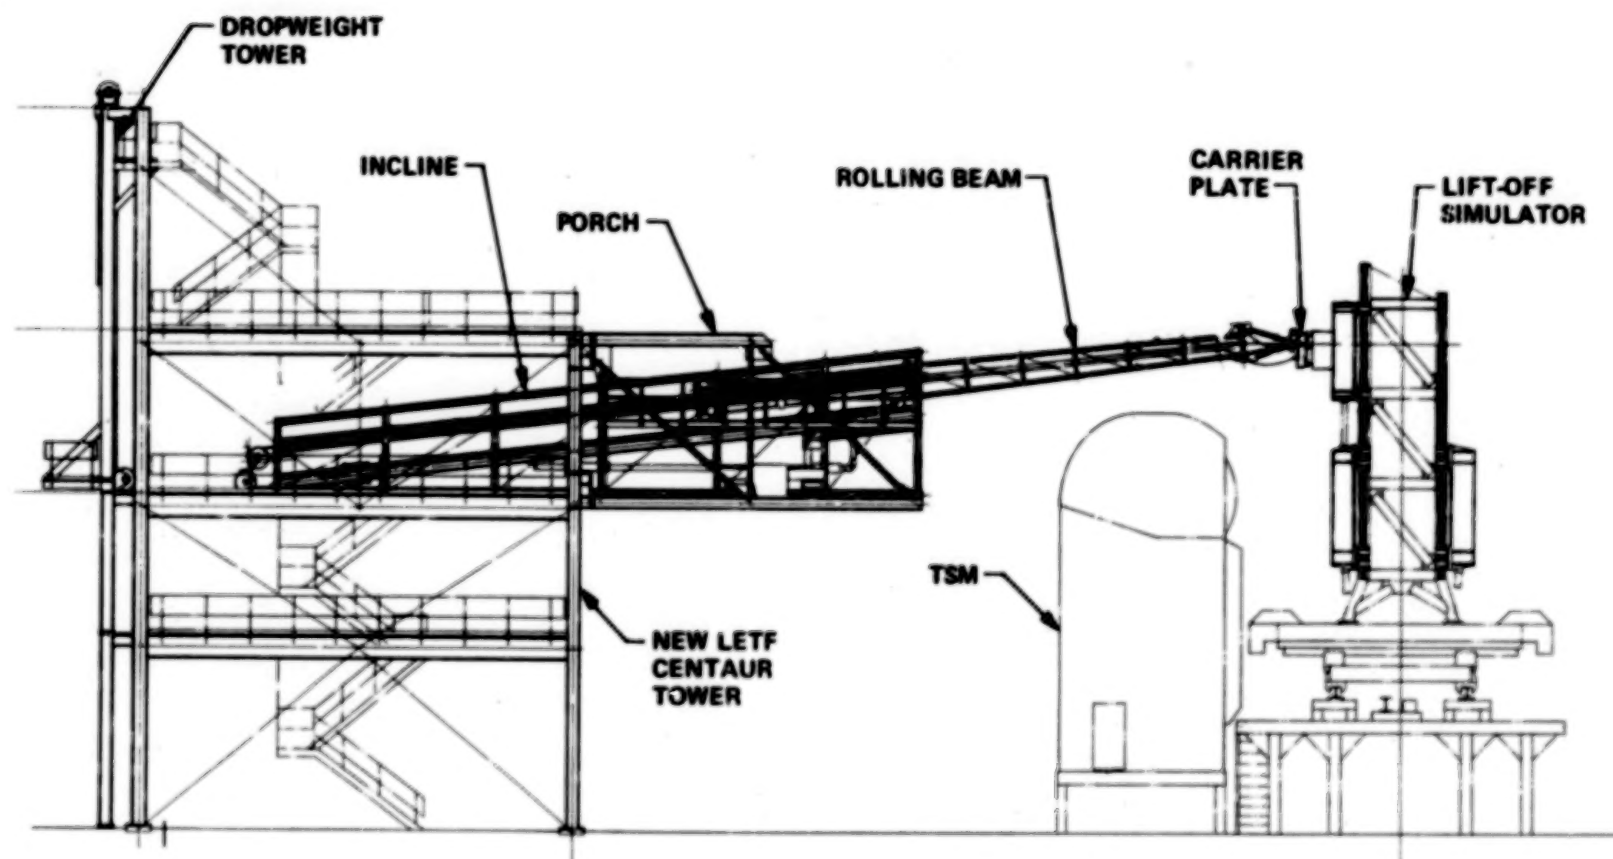 DROPWEIGHT
TOWER
INCLINE
PORCH
ROLLING BEAM
CARRIER
PLATE
LIFT-OFF
SIMULATOR
TSM
NEW LETF
CENTAUR
TOWER